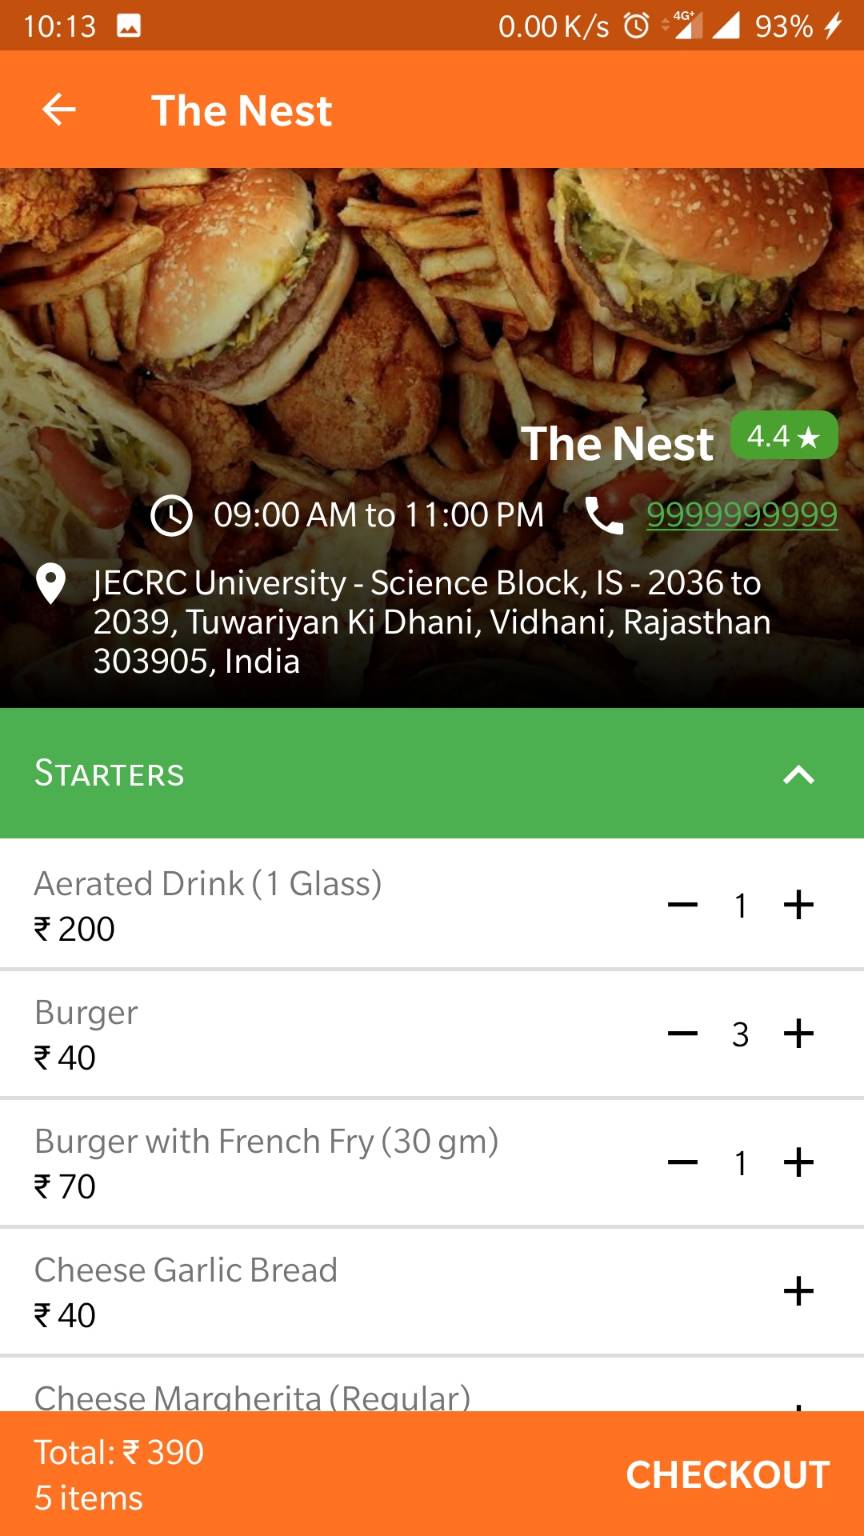 10:13
0.00 K/s
4G+
93%
The Nest
The Nest
4.4 ★
09:00 AM to 11:00 PM
9999999999
JECRC University - Science Block, IS - 2036 to
2039, Tuwariyan Ki Dhani, Vidhani, Rajasthan
303905, India
STARTERS
Aerated Drink (1 Glass)
₹ 200
− 1 +
Burger
₹ 40
− 3 +
Burger with French Fry (30 gm)
₹ 70
− 1 +
Cheese Garlic Bread
₹ 40
+
Cheese Margherita (Regular)
Total: ₹ 390
5 items
CHECKOUT